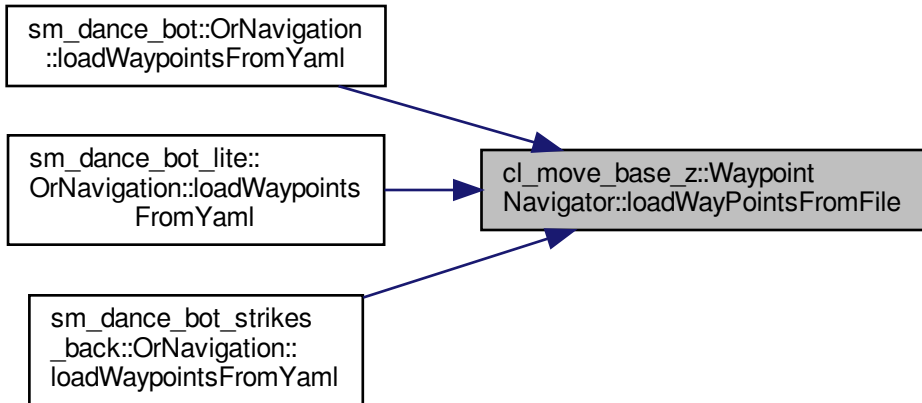 sm_dance_bot::OrNavigation
::loadWaypointsFromYaml
sm_dance_bot_lite::
OrNavigation::loadWaypoints
FromYaml
cl_move_base_z::Waypoint
Navigator::loadWayPointsFromFile
sm_dance_bot_strikes
_back::OrNavigation::
loadWaypointsFromYaml